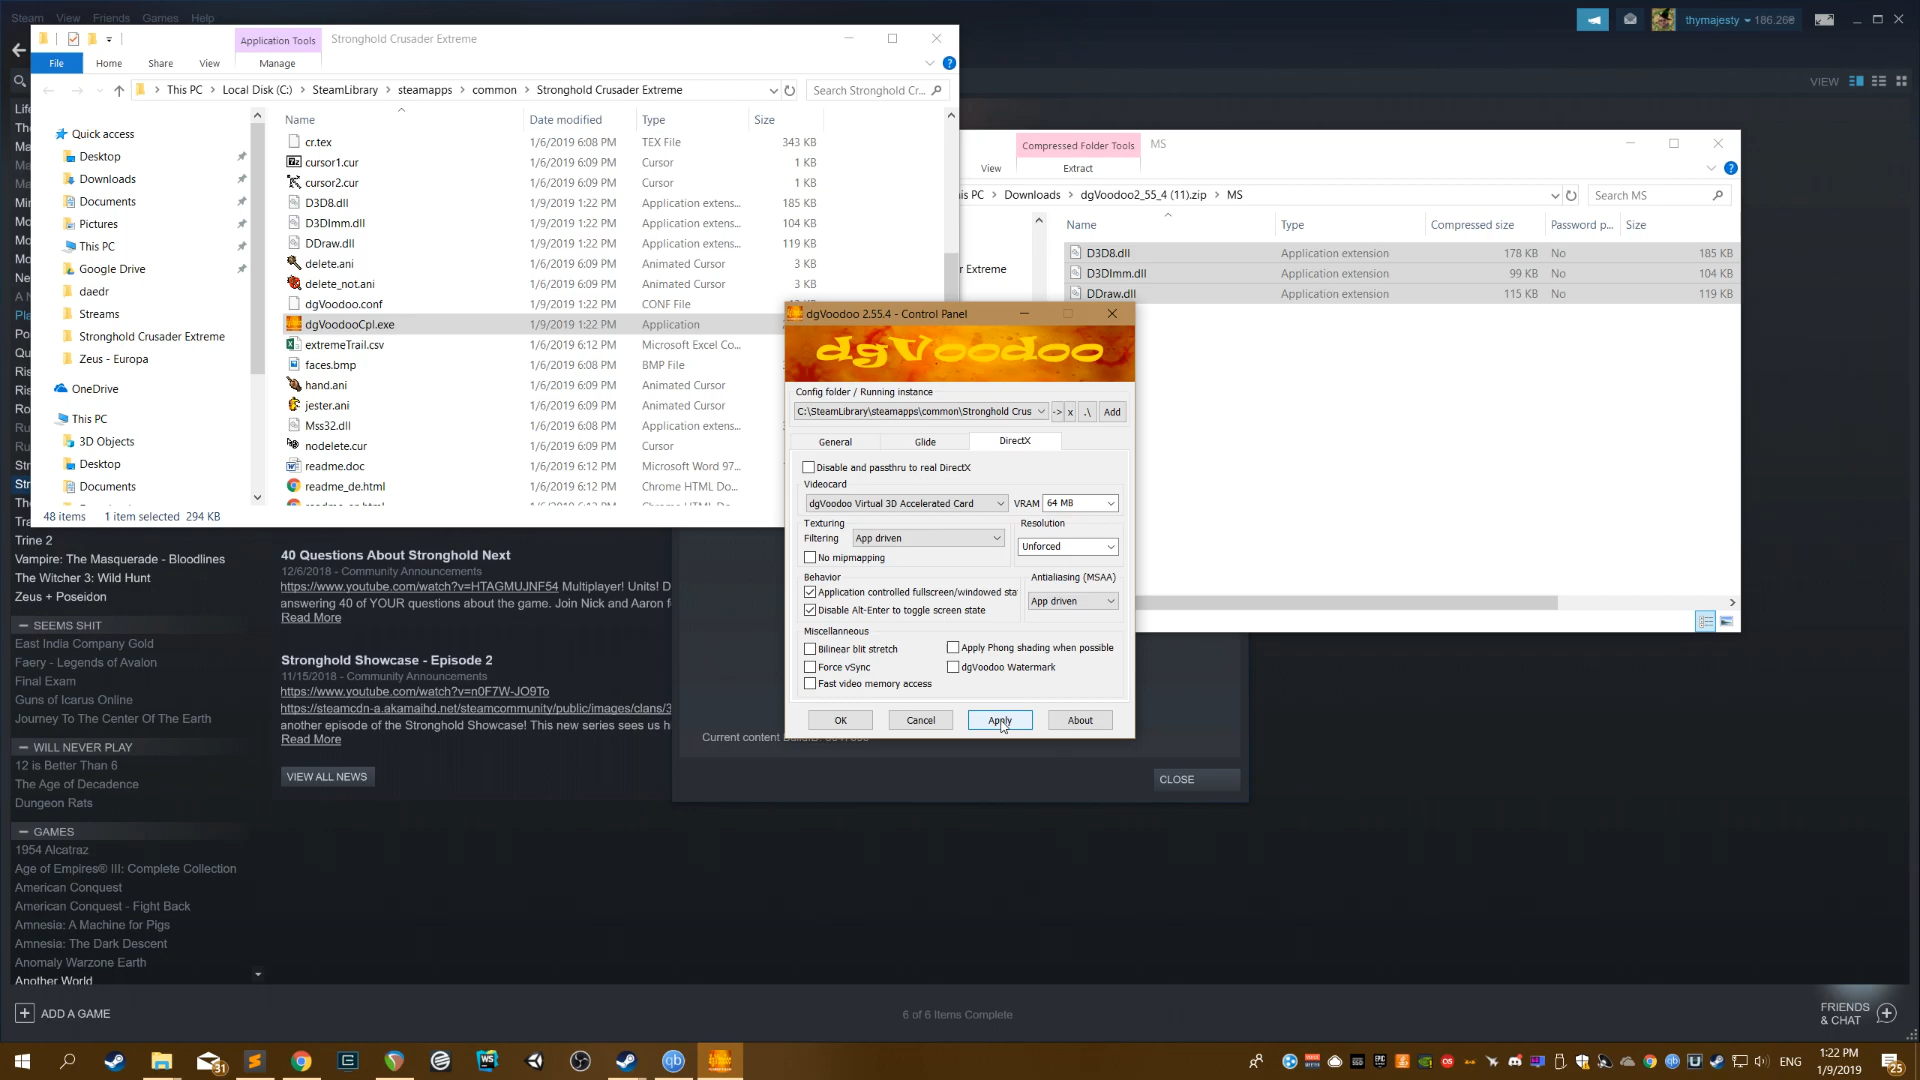 Steam View Friends Games Help
thymajesty 186.26₴
VIEW
Application Tools Stronghold Crusader Extreme
File Home Share View Manage
This PC Local Disk (C:) SteamLibrary steamapps common Stronghold Crusader Extreme
Search Stronghold Cr...
Quick access
Desktop
Downloads
Documents
Pictures
This PC
Google Drive
daedr
Streams
Stronghold Crusader Extreme
Zeus - Europa
OneDrive
This PC
3D Objects
Desktop
Documents
Name Date modified Type Size
cr.tex 1/6/2019 6:08 PM TEX File 343 KB
cursor1.cur 1/6/2019 6:09 PM Cursor 1 KB
cursor2.cur 1/6/2019 6:09 PM Cursor 1 KB
D3D8.dll 1/9/2019 1:22 PM Application extens... 185 KB
D3DImm.dll 1/9/2019 1:22 PM Application extens... 104 KB
DDraw.dll 1/9/2019 1:22 PM Application extens... 119 KB
delete.ani 1/6/2019 6:09 PM Animated Cursor 3 KB
delete_not.ani 1/6/2019 6:09 PM Animated Cursor 3 KB
dgVoodoo.conf 1/9/2019 1:22 PM CONF File
dgVoodooCpl.exe 1/9/2019 1:22 PM Application
extremeTrail.csv 1/6/2019 6:12 PM Microsoft Excel Co...
faces.bmp 1/6/2019 6:09 PM BMP File
hand.ani 1/6/2019 6:09 PM Animated Cursor
jester.ani 1/6/2019 6:09 PM Animated Cursor
Mss32.dll 1/6/2019 6:09 PM Application extens...
nodelete.cur 1/6/2019 6:09 PM Cursor
readme.doc 1/6/2019 6:12 PM Microsoft Word 97...
readme_de.html 1/6/2019 6:12 PM Chrome HTML Do...
48 items 1 item selected 294 KB
Compressed Folder Tools MS
View Extract
is PC Downloads dgVoodoo2_55_4 (11).zip MS
Search MS
Name Type Compressed size Password p... Size
D3D8.dll Application extension 178 KB No 185 KB
D3DImm.dll Application extension 99 KB No 104 KB
DDraw.dll Application extension 115 KB No 119 KB
r Extreme
dgVoodoo 2.55.4 - Control Panel
dgVoodoo
Config folder / Running instance
C:\SteamLibrary\steamapps\common\Stronghold Crus -> x .\ Add
General Glide DirectX
Disable and passthru to real DirectX
Videocard
dgVoodoo Virtual 3D Accelerated Card VRAM 64 MB
Texturing Resolution
Filtering App driven Unforced
No mipmapping
Behavior Antialiasing (MSAA)
Application controlled fullscreen/windowed sta
App driven
Disable Alt-Enter to toggle screen state
Miscellaneous
Bilinear blit stretch Apply Phong shading when possible
Force vSync dgVoodoo Watermark
Fast video memory access
OK Cancel Apply About
Current content
CLOSE
Trine 2
Vampire: The Masquerade - Bloodlines
The Witcher 3: Wild Hunt
Zeus + Poseidon
SEEMS SHIT
East India Company Gold
Faery - Legends of Avalon
Final Exam
Guns of Icarus Online
Journey To The Center Of The Earth
WILL NEVER PLAY
12 is Better Than 6
The Age of Decadence
Dungeon Rats
GAMES
1954 Alcatraz
Age of Empires® III: Complete Collection
American Conquest
American Conquest - Fight Back
Amnesia: A Machine for Pigs
Amnesia: The Dark Descent
Anomaly Warzone Earth
Another World
40 Questions About Stronghold Next
12/6/2018 - Community Announcements
https://www.youtube.com/watch?v=HTAGMUJNF54 Multiplayer! Units! D
answering 40 of YOUR questions about the game. Join Nick and Aaron f
Read More
Stronghold Showcase - Episode 2
11/15/2018 - Community Announcements
https://www.youtube.com/watch?v=n0F7W-JO9To
https://steamcdn-a.akamaihd.net/steamcommunity/public/images/clans/3
another episode of the Stronghold Showcase! This new series sees us h
Read More
VIEW ALL NEWS
ADD A GAME
6 of 6 Items Complete
FRIENDS
& CHAT
31
ENG
1:22 PM
1/9/2019
25